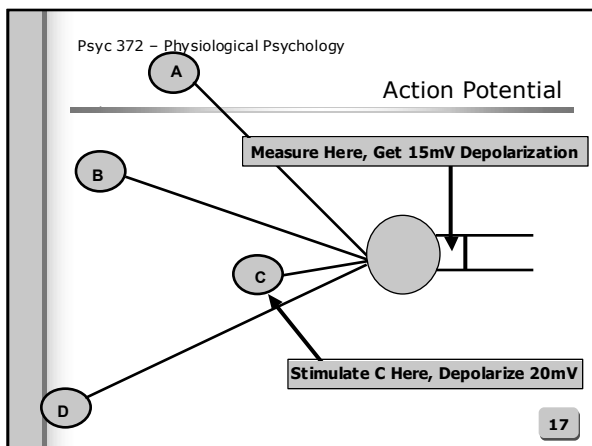 Psyc 372 – Physiological Psychology
A
Action Potential
Measure Here, Get 15mV Depolarization
B
C
Stimulate C Here, Depolarize 20mV
D
17